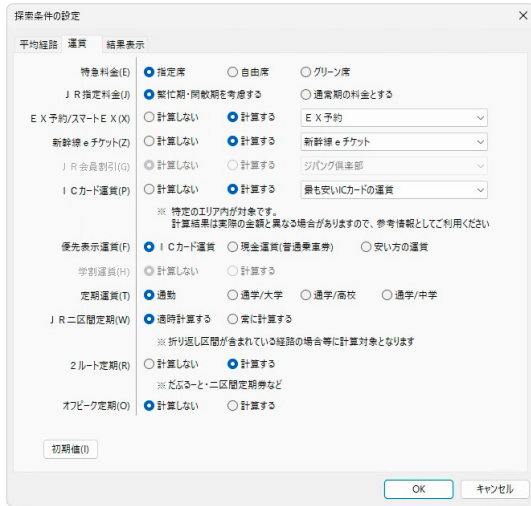 探索条件の設定
平均経路 運賃 結果表示
特急料金(E) 指定席 自由席 グリーン席
JR指定料金(J) 繁忙期・閑散期を考慮する 通常期の料金とする
EX予約/スマートEX(X) 計算しない 計算する EX予約
新幹線eチケット(Z) 計算しない 計算する 新幹線eチケット
JR会員割引(G) 計算しない 計算する ジパング倶楽部
ICカード運賃(P) 計算しない 計算する 最も安いICカードの運賃
※ 特定のエリア内が対象です。
計算結果は実際の金額と異なる場合がありますので、参考情報としてご利用ください
優先表示運賃(F) ICカード運賃 現金運賃(普通乗車券) 安い方の運賃
学割運賃(H) 計算しない 計算する
定期運賃(T) 通勤 通学/大学 通学/高校 通学/中学
JR二区間定期(W) 適時計算する 常に計算する
※折り返し区間が含まれている経路の場合等に計算対象となります
2ルート定期(R) 計算しない 計算する
※だぶるーと・二区間定期券など
オフピーク定期(O) 計算しない 計算する
初期値(I)
OK キャンセル